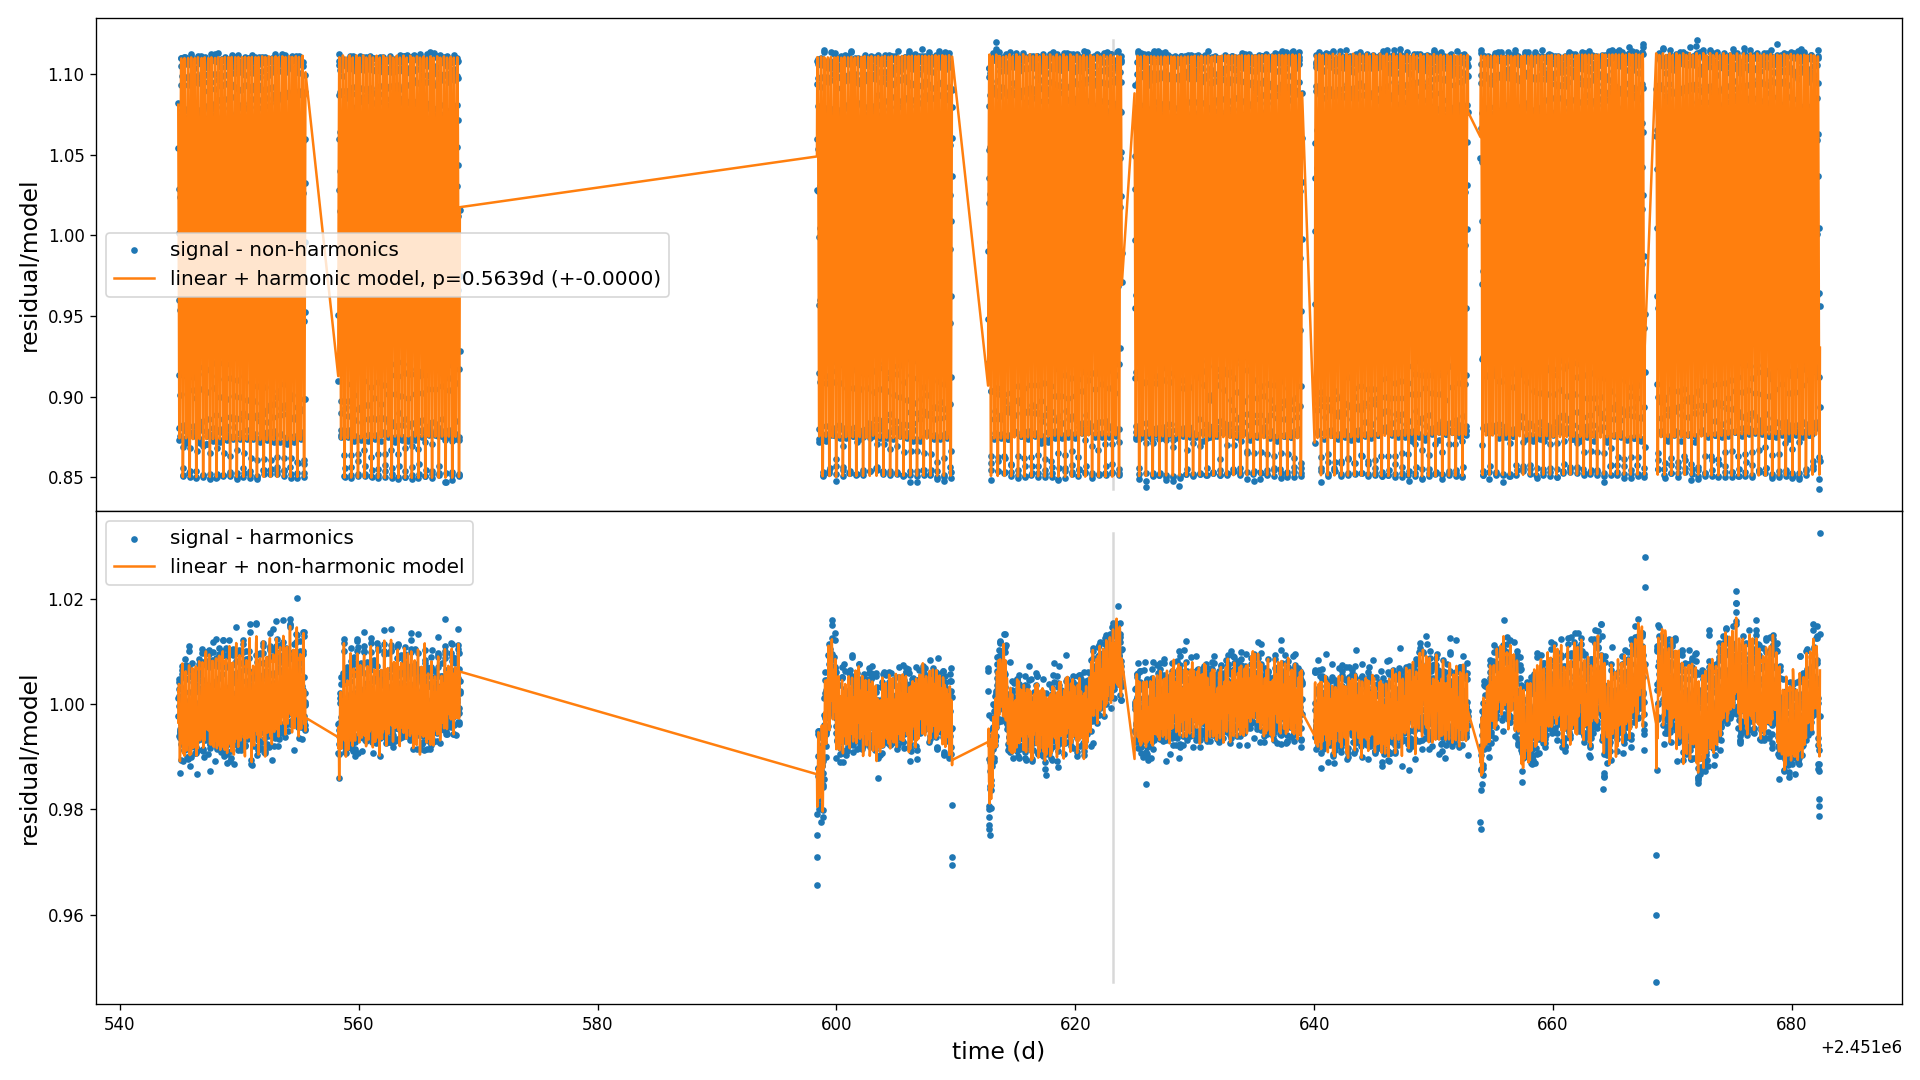 residual/model
1.10
1.05
1.00
0.95
0.90
0.85
signal - non-harmonics
linear + harmonic model, p=0.5639d (+-0.0000)
residual/model
1.02
1.00
0.98
0.96
signal - harmonics
linear + non-harmonic model
540 560 580 600 620 640 660 680
time (d)
+2.451e6